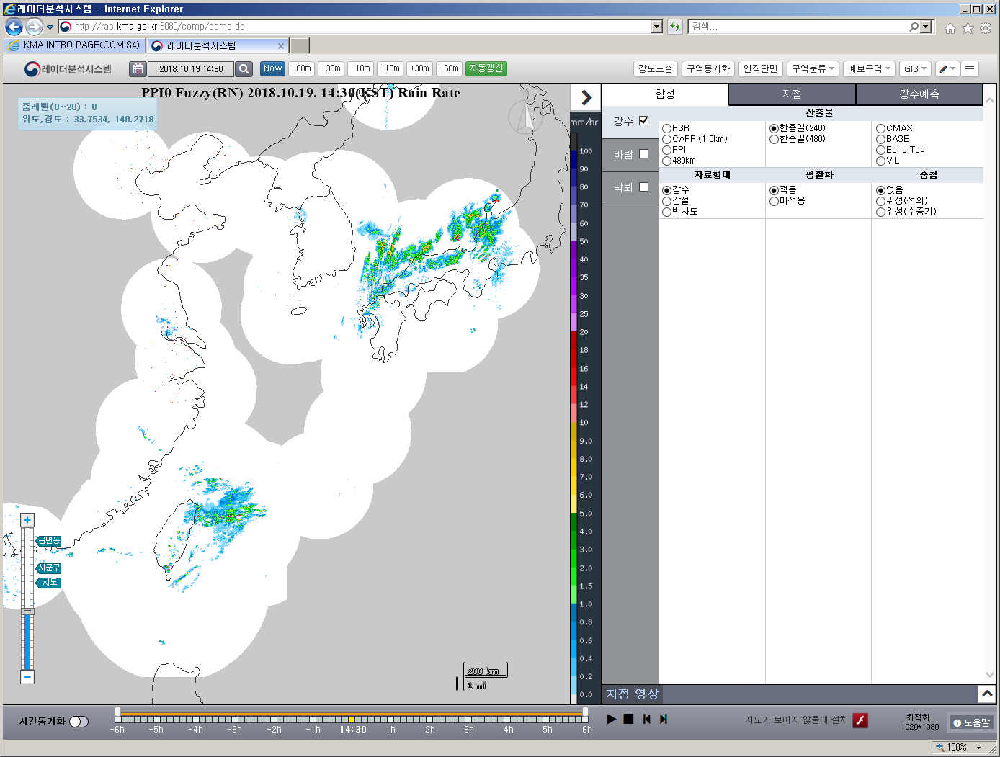 레이더분석시스템 - Internet Explorer
http://ras.kma.go.kr:8080/comp/comp.do
검색...
KMA INTRO PAGE(COMIS4)
레이더분석시스템
레이더분석시스템
2018.10.19 14:30
Now
-60m
-30m
-10m
+10m
+30m
+60m
자동갱신
강도표출
구역동기화
연직단면
구역분류
예보구역
GIS
PPI0 Fuzzy(RN) 2018.10.19. 14:30(KST) Rain Rate
줌레벨(0~20) : 8
위도,경도 : 33.7534, 140.2718
mm/hr
100
90
80
70
60
50
40
35
30
25
20
18
16
14
12
10
9.0
8.0
7.0
6.0
5.0
4.0
3.0
2.0
1.5
1.0
0.8
0.6
0.4
0.2
0.0
합성
지점
강수예측
강수
바람
낙뢰
산출물
HSR
CAPPI(1.5km)
PPI
480km
한중일(240)
한중일(480)
CMAX
BASE
Echo Top
VIL
자료형태
평활화
중첩
강수
강설
반사도
적용
미적용
없음
위성(적외)
위성(수증기)
읍면동
시군구
시도
200 km
1 mi
지점 영상
시간동기화
-6h
-5h
-4h
-3h
-2h
-1h
14:30
1h
2h
3h
4h
5h
6h
지도가 보이지 않을때 설치
최적화
1920*1080
도움말
100%